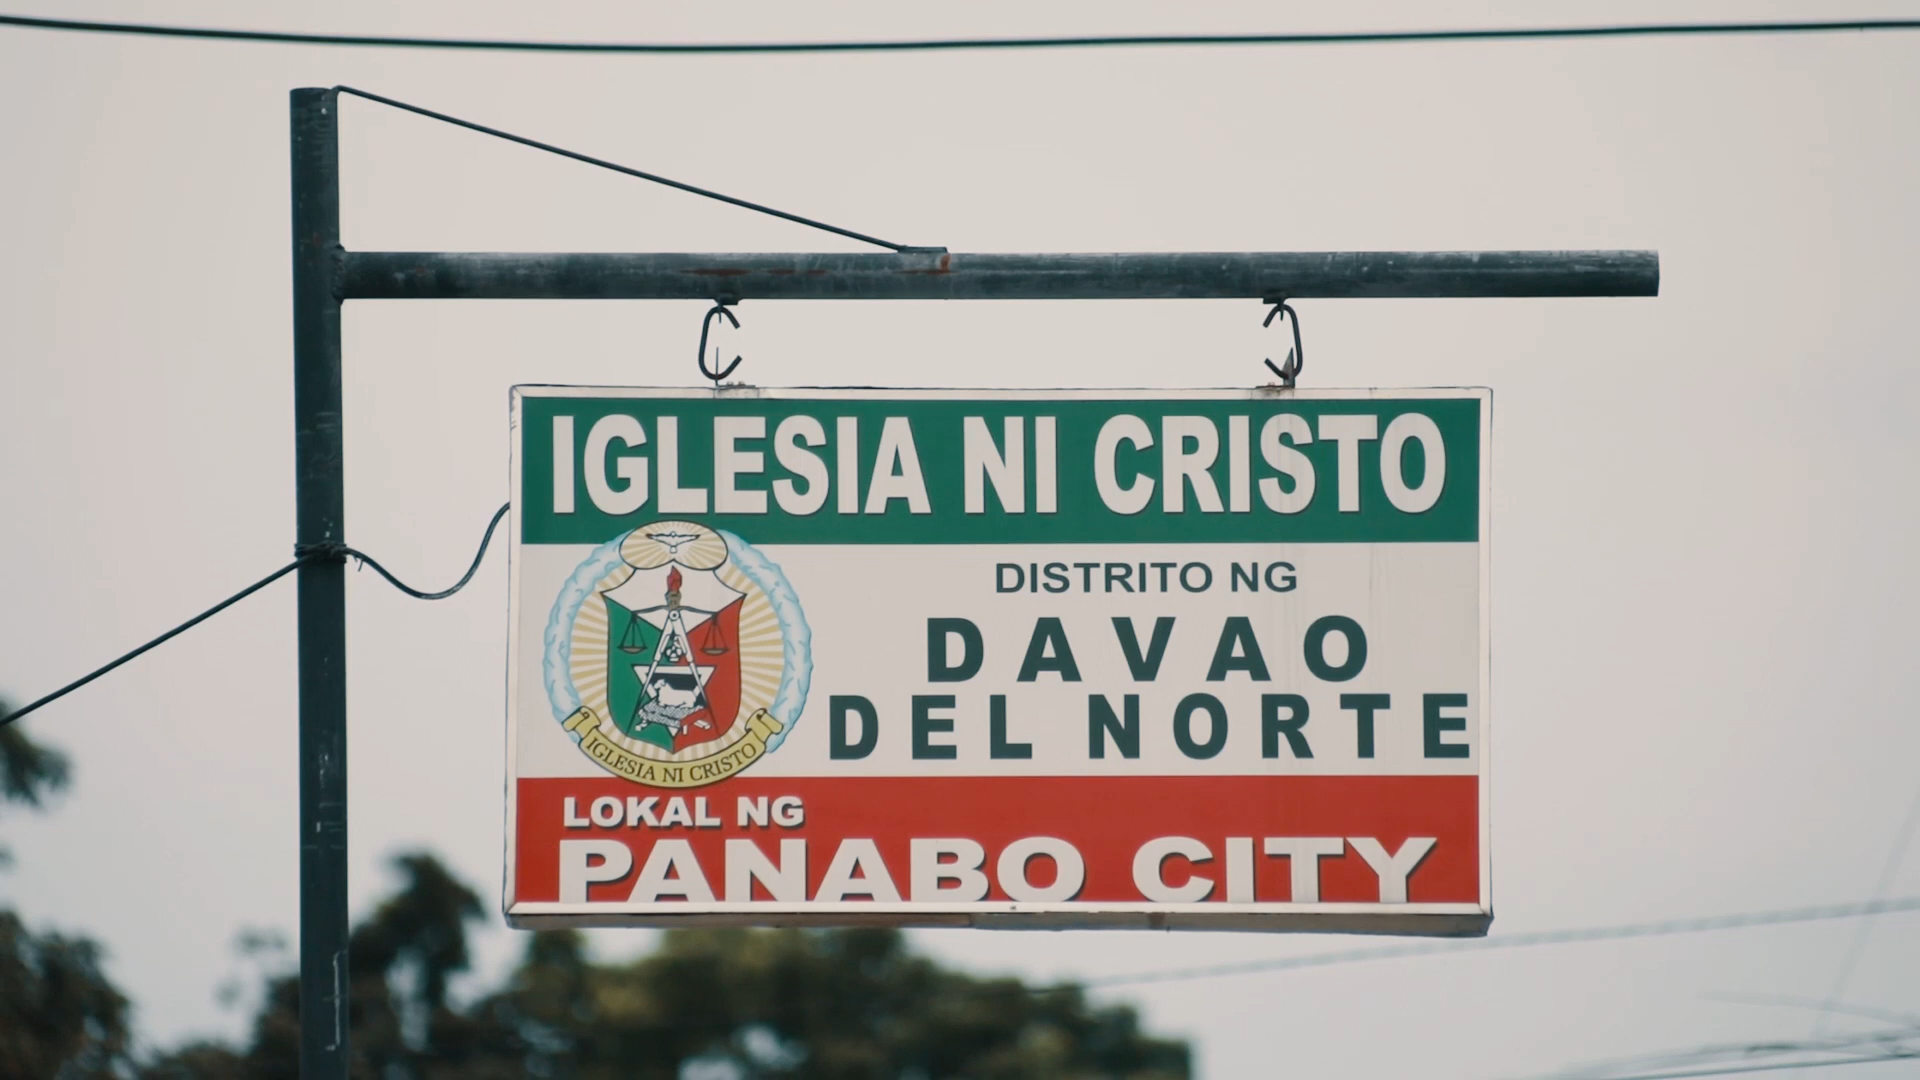 IGLESIA NI CRISTO
DISTRITO NG
DAVAO
DEL NORTE
IGLESIA NI CRISTO
LOKAL NG
PANABO CITY